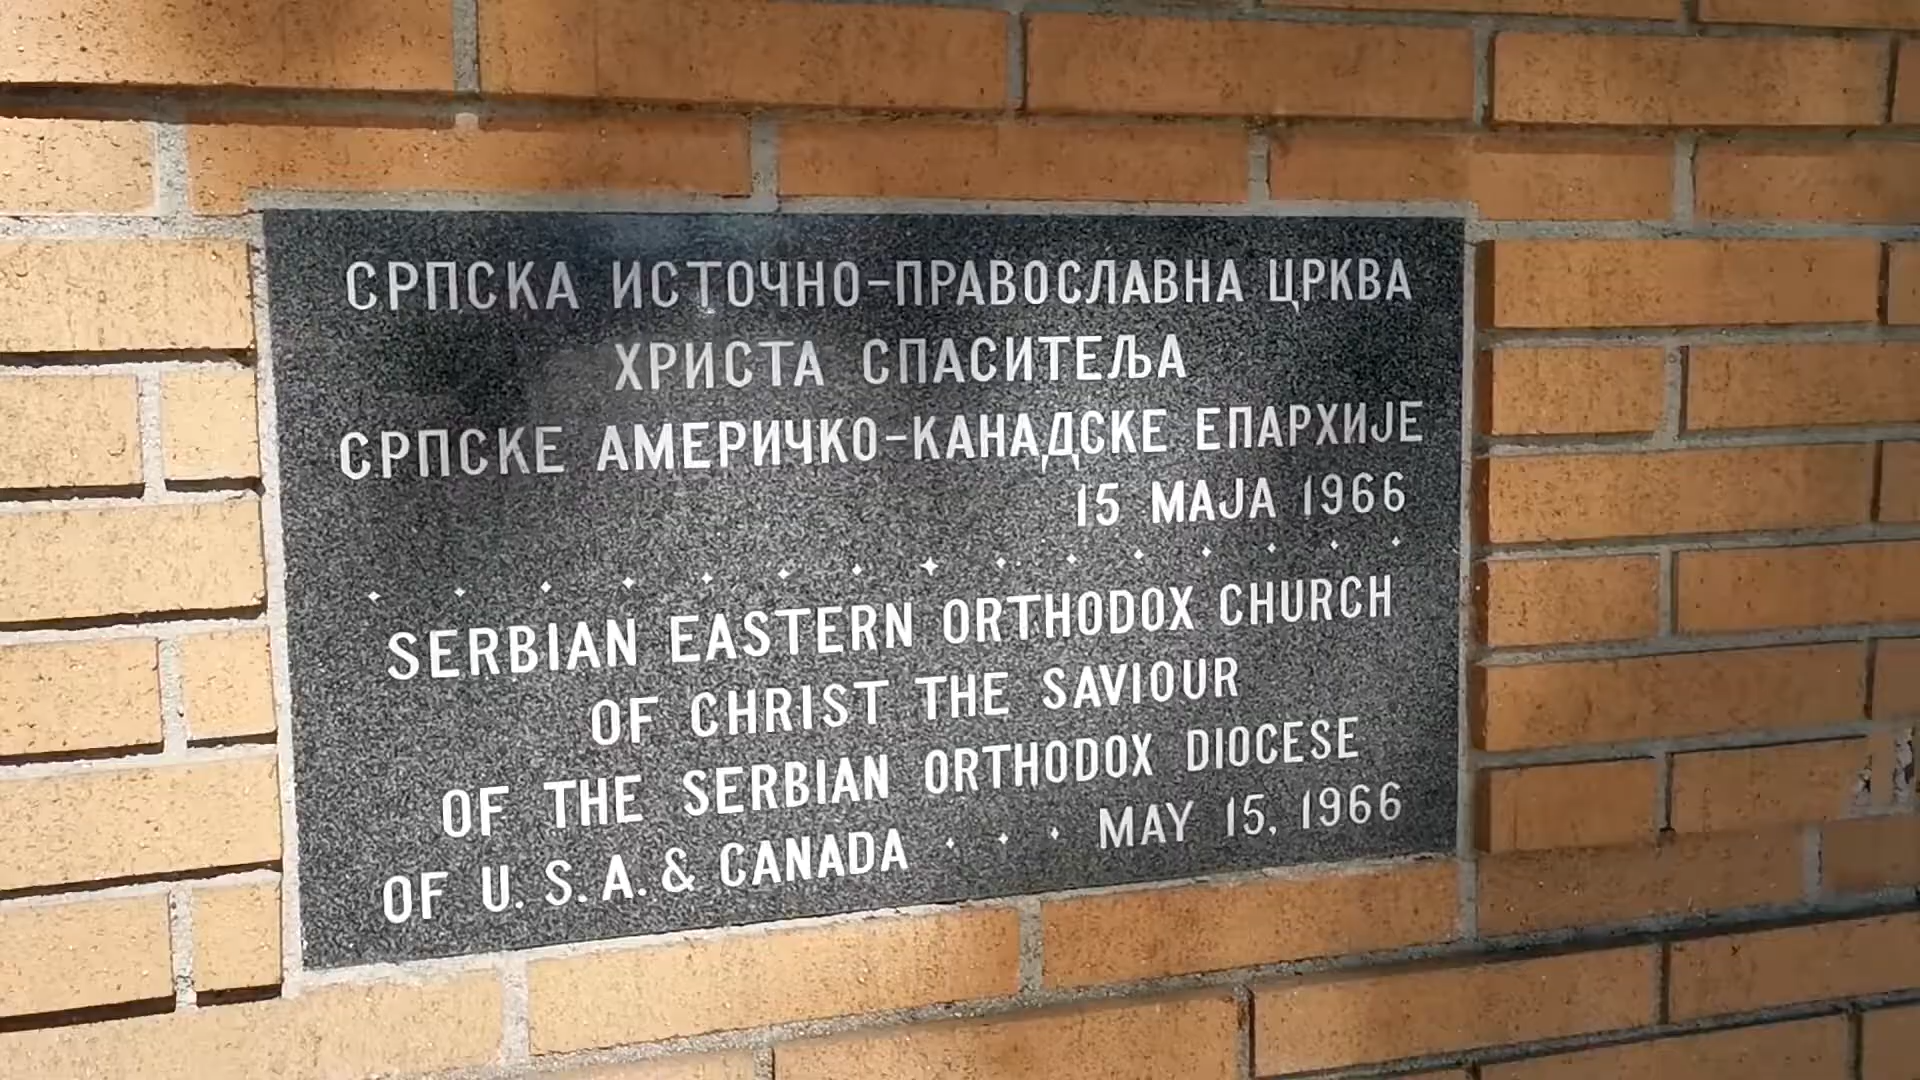 СРПСКА ИСТОЧНО-ПРАВОСЛАВНА ЦРКВА
ХРИСТА СПАСИТЕЉА
СРПСКЕ АМЕРИЧКО-КАНАДСКЕ ЕПАРХИЈЕ
15 МАЈА 1966
SERBIAN EASTERN ORTHODOX CHURCH
OF CHRIST THE SAVIOUR
OF THE SERBIAN ORTHODOX DIOCESE
OF U. S. A. & CANADA · · · MAY 15, 1966